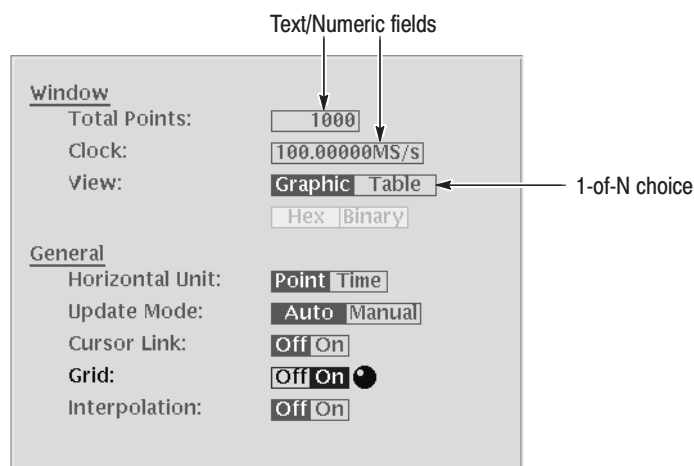 Text/Numeric fields
Window
Total Points: 1000
Clock: 100.00000MS/s
View: Graphic Table
1-of-N choice
Hex Binary
General
Horizontal Unit: Point Time
Update Mode: Auto Manual
Cursor Link: Off On
Grid: Off On
Interpolation: Off On